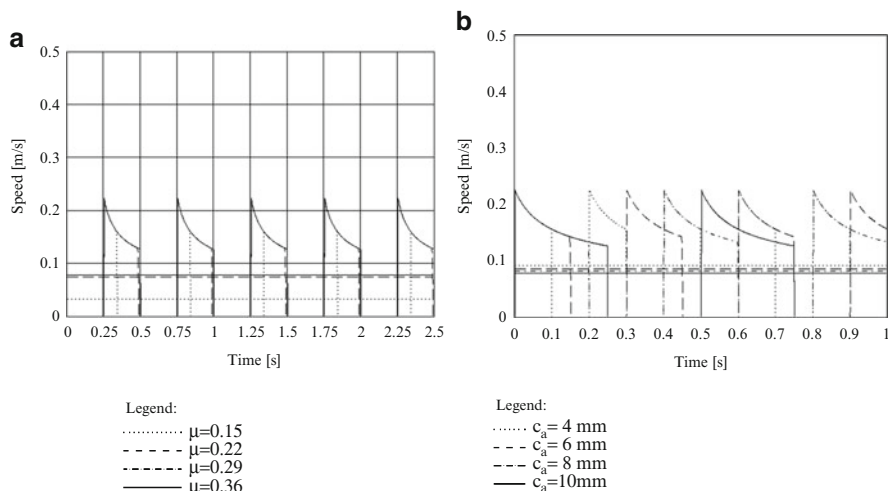 a
Speed [m/s]
0.5
0.4
0.3
0.2
0.1
0
0 0.25 0.5 0.75 1 1.25 1.5 1.75 2 2.25 2.5
Time [s]
Legend:
μ=0.15
μ=0.22
μ=0.29
μ=0.36
b
Speed [m/s]
0.5
0.4
0.3
0.2
0.1
0
0 0.1 0.2 0.3 0.4 0.5 0.6 0.7 0.8 0.9 1
Time [s]
Legend:
c_a= 4 mm
c_a= 6 mm
c_a= 8 mm
c_a=10mm